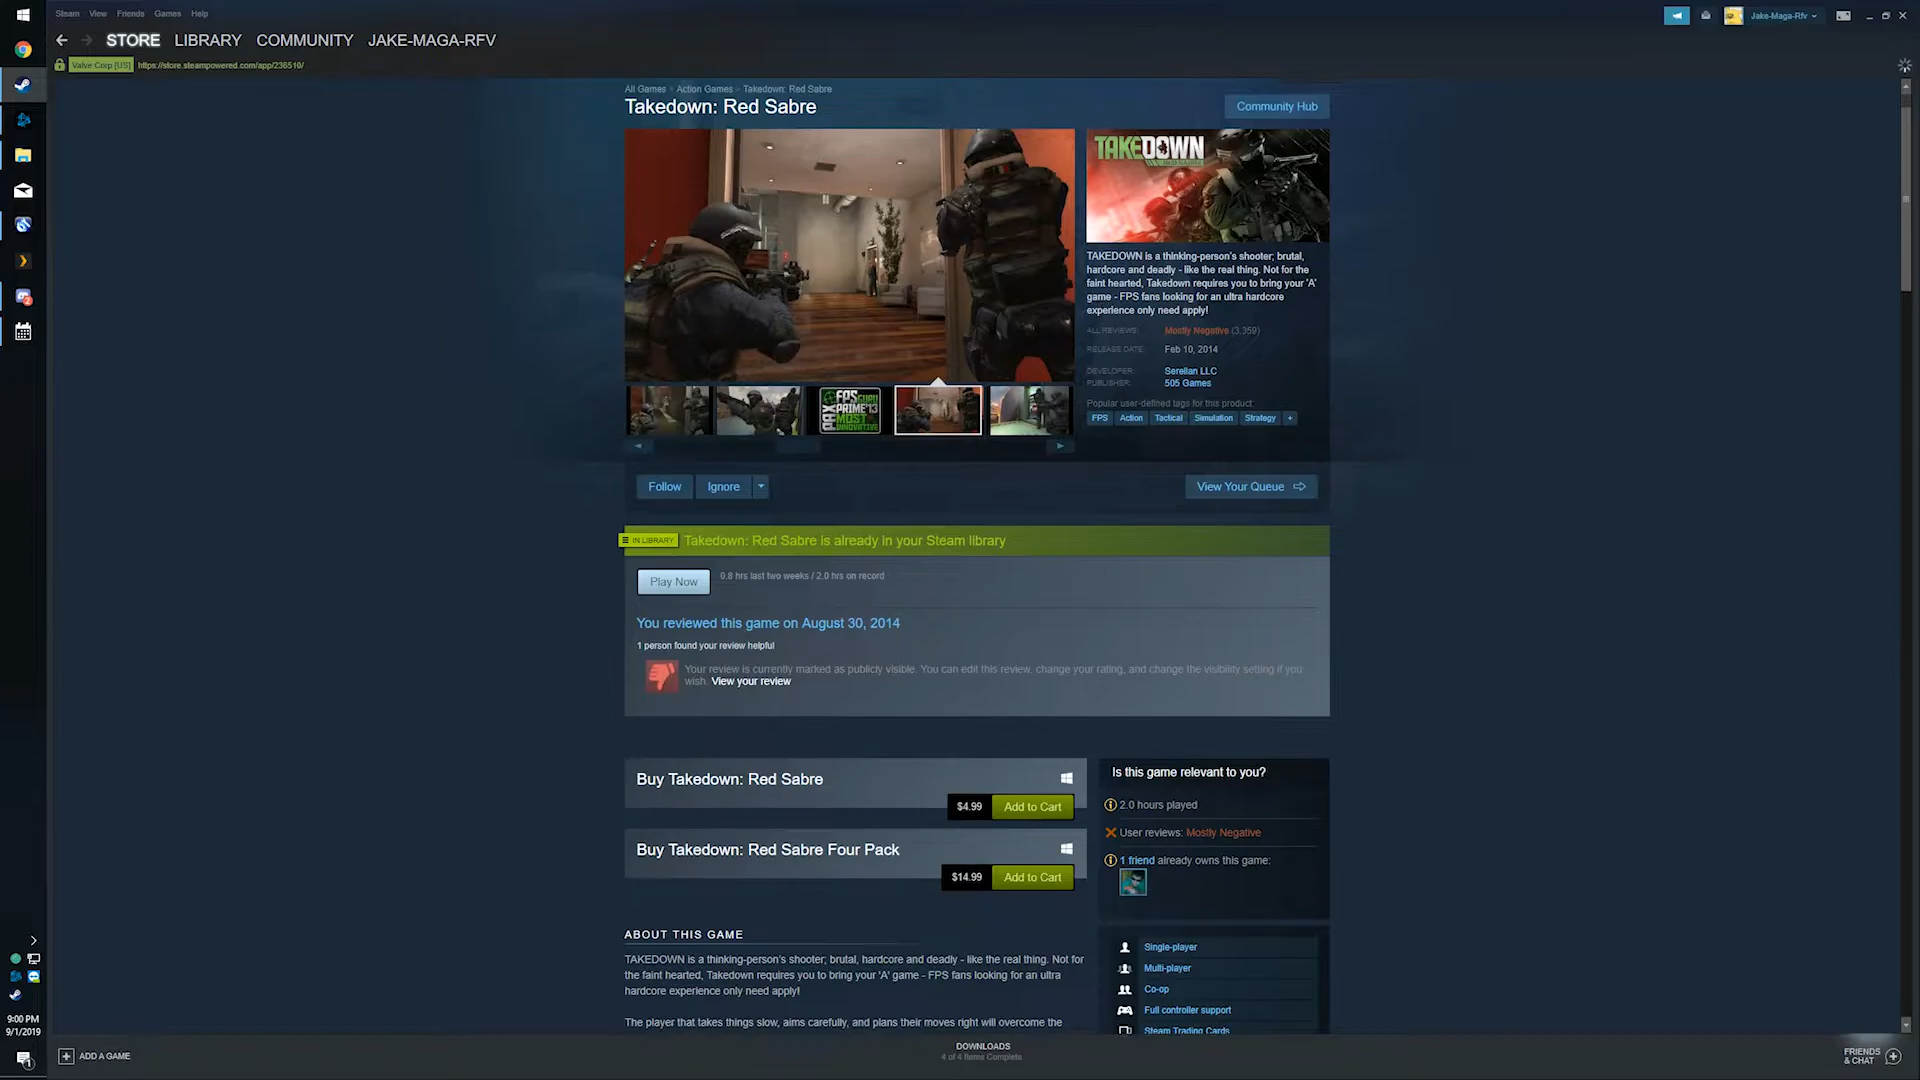 Steam View Friends Games Help
Jake-Maga-Rfv
STORE LIBRARY COMMUNITY JAKE-MAGA-RFV
Valve Corp [US] https://store.steampowered.com/app/236510/
All Games > Action Games > Takedown: Red Sabre
Takedown: Red Sabre
Community Hub
TAKEDOWN
RED SABRE
TAKEDOWN is a thinking-person's shooter; brutal,
hardcore and deadly - like the real thing. Not for the
faint hearted, Takedown requires you to bring your 'A'
game - FPS fans looking for an ultra hardcore
experience only need apply!
ALL REVIEWS: Mostly Negative (3,359)
RELEASE DATE: Feb 10, 2014
DEVELOPER: Serellan LLC
PUBLISHER: 505 Games
Popular user-defined tags for this product:
FPS Action Tactical Simulation Strategy +
PAX FPS GURU
PRIME'13
MOST
INNOVATIVE
Follow Ignore
View Your Queue
IN LIBRARY Takedown: Red Sabre is already in your Steam library
Play Now 0.8 hrs last two weeks / 2.0 hrs on record
You reviewed this game on August 30, 2014
1 person found your review helpful
Your review is currently marked as publicly visible. You can edit this review, change your rating, and change the visibility setting if you
wish. View your review
Buy Takedown: Red Sabre
$4.99 Add to Cart
Buy Takedown: Red Sabre Four Pack
$14.99 Add to Cart
Is this game relevant to you?
2.0 hours played
User reviews: Mostly Negative
1 friend already owns this game:
ABOUT THIS GAME
TAKEDOWN is a thinking-person's shooter; brutal, hardcore and deadly - like the real thing. Not for
the faint hearted, Takedown requires you to bring your 'A' game - FPS fans looking for an ultra
hardcore experience only need apply!
The player that takes things slow, aims carefully, and plans their moves right will overcome the
Single-player
Multi-player
Co-op
Full controller support
Steam Trading Cards
9:00 PM
9/1/2019
ADD A GAME
DOWNLOADS
4 of 4 Items Complete
FRIENDS
& CHAT